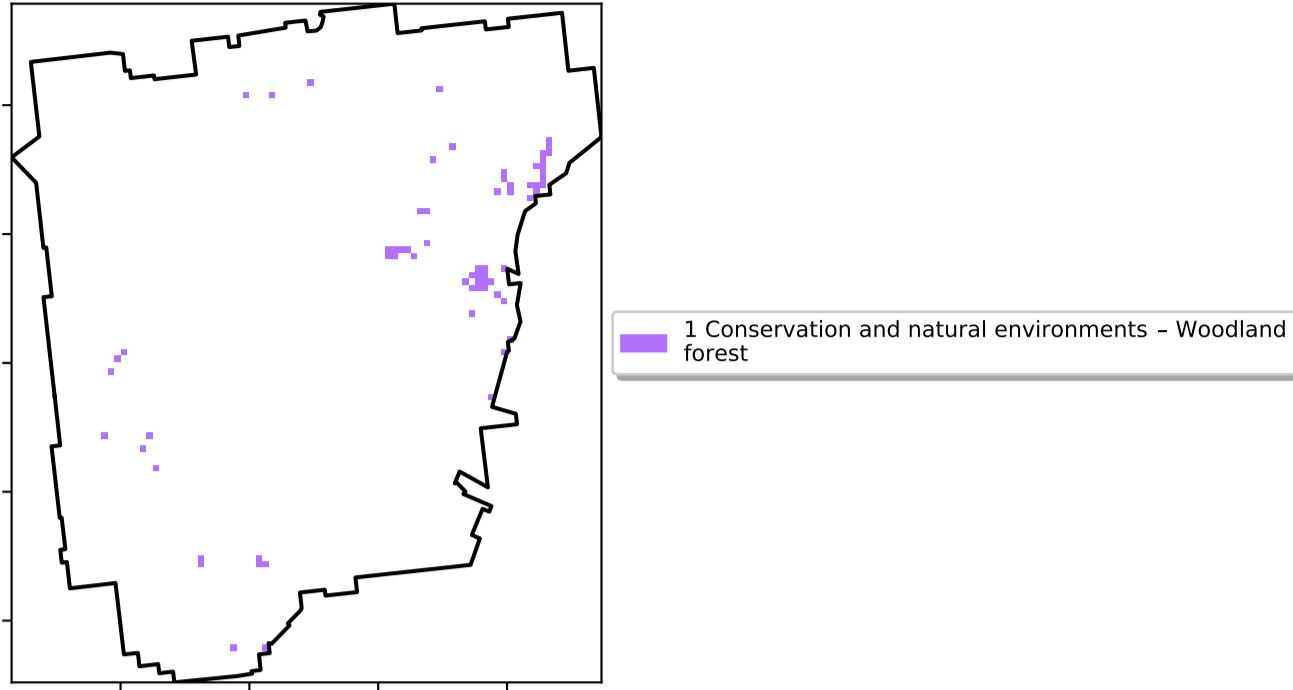 1 Conservation and natural environments – Woodland
forest